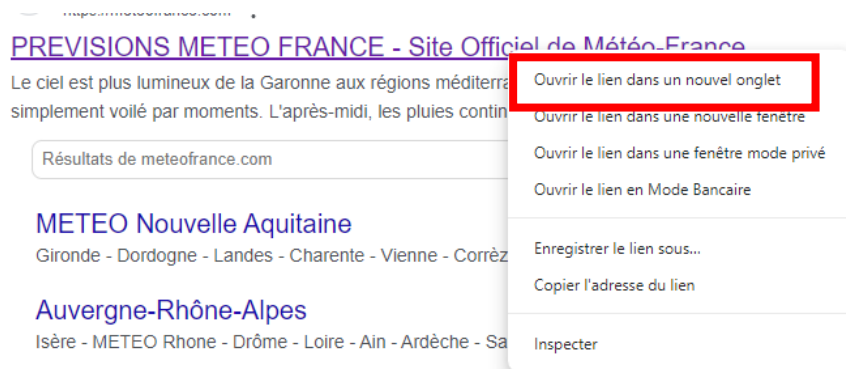 https://meteofrance.com
PREVISIONS METEO FRANCE - Site Officiel de Météo-France
Le ciel est plus lumineux de la Garonne aux régions méditerra
simplement voilé par moments. L'après-midi, les pluies contin
Résultats de meteofrance.com
METEO Nouvelle Aquitaine
Gironde - Dordogne - Landes - Charente - Vienne - Corrèz
Auvergne-Rhône-Alpes
Isère - METEO Rhone - Drôme - Loire - Ain - Ardèche - Sa
Ouvrir le lien dans un nouvel onglet
Ouvrir le lien dans une nouvelle fenêtre
Ouvrir le lien dans une fenêtre mode privé
Ouvrir le lien en Mode Bancaire
Enregistrer le lien sous...
Copier l'adresse du lien
Inspecter